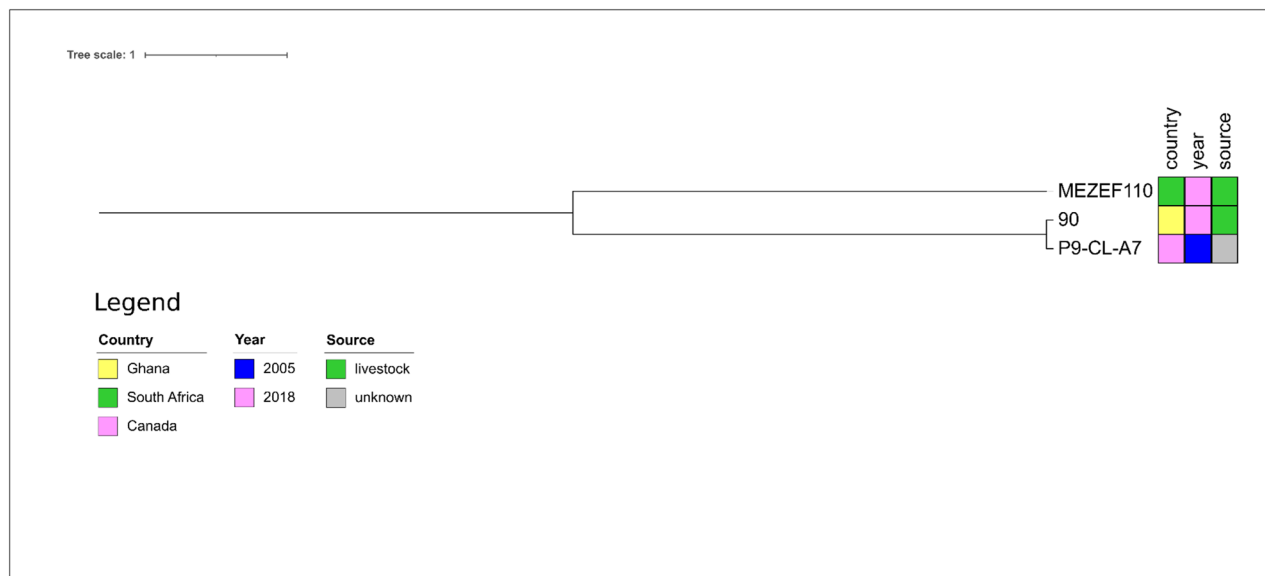 Tree scale: 1
country
year
source
MEZEF110
90
P9-CL-A7
Legend
Country Year Source
Ghana 2005 livestock
South Africa 2018 unknown
Canada